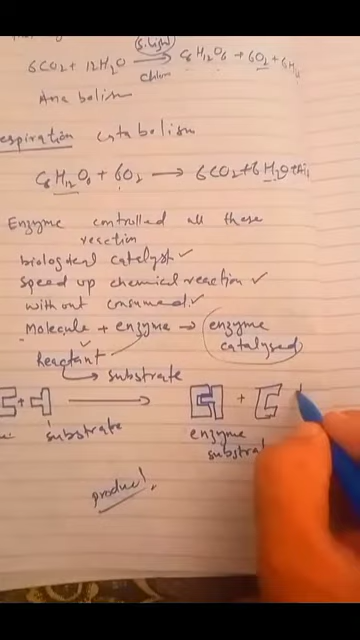 S.light
6CO2 + 12H2O → C6H12O6 + 6O2 + 6H2
Chloro
Anabolism
espiration Catabolism
C6H12O6 + 6O2 → 6CO2 + 6H2O +
Enzyme controlled all these
reaction
biological catalyst ✓
Speed up chemical reaction ✓
without consumed. ✓
Molecule + enzyme → enzyme
catalysed
Reactant
→ substrate
+ → +
substrate enzyme
substrat
product.